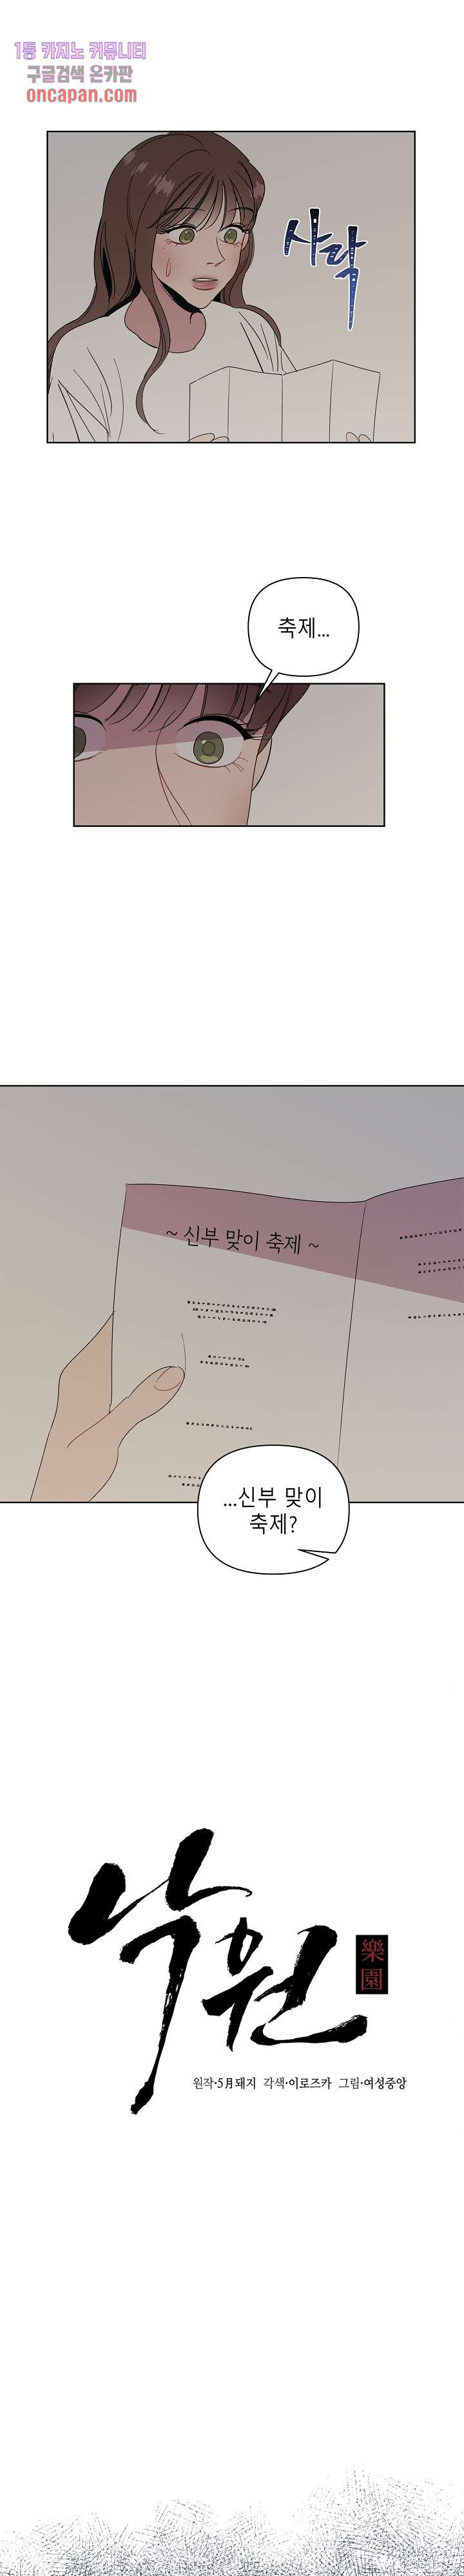 1등 카지노 커뮤니티
구글검색 온카판
oncapan.com
사락
축제...
~ 신부 맞이 축제 ~
...신부 맞이
축제?
낙원
樂園
원작·5月돼지 각색·이로즈카 그림·여성중앙